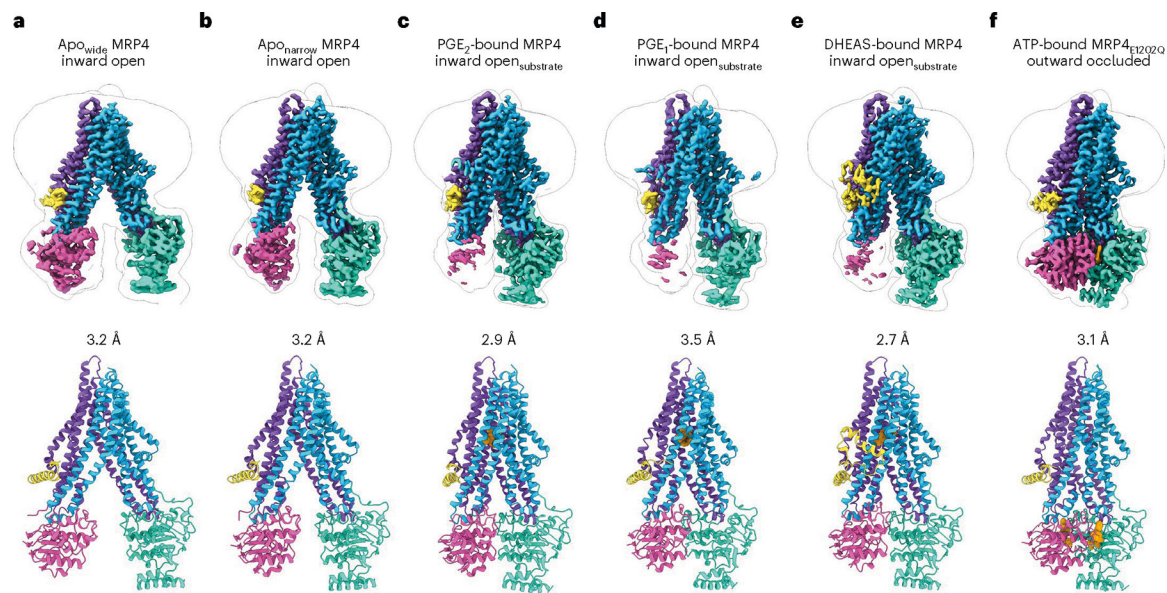 a
Apowide MRP4
inward open
b
Aponarrow MRP4
inward open
c
PGE2-bound MRP4
inward opensubstrate
d
PGE1-bound MRP4
inward opensubstrate
e
DHEAS-bound MRP4
inward opensubstrate
f
ATP-bound MRP4E1202Q
outward occluded
3.2 Å
3.2 Å
2.9 Å
3.5 Å
2.7 Å
3.1 Å